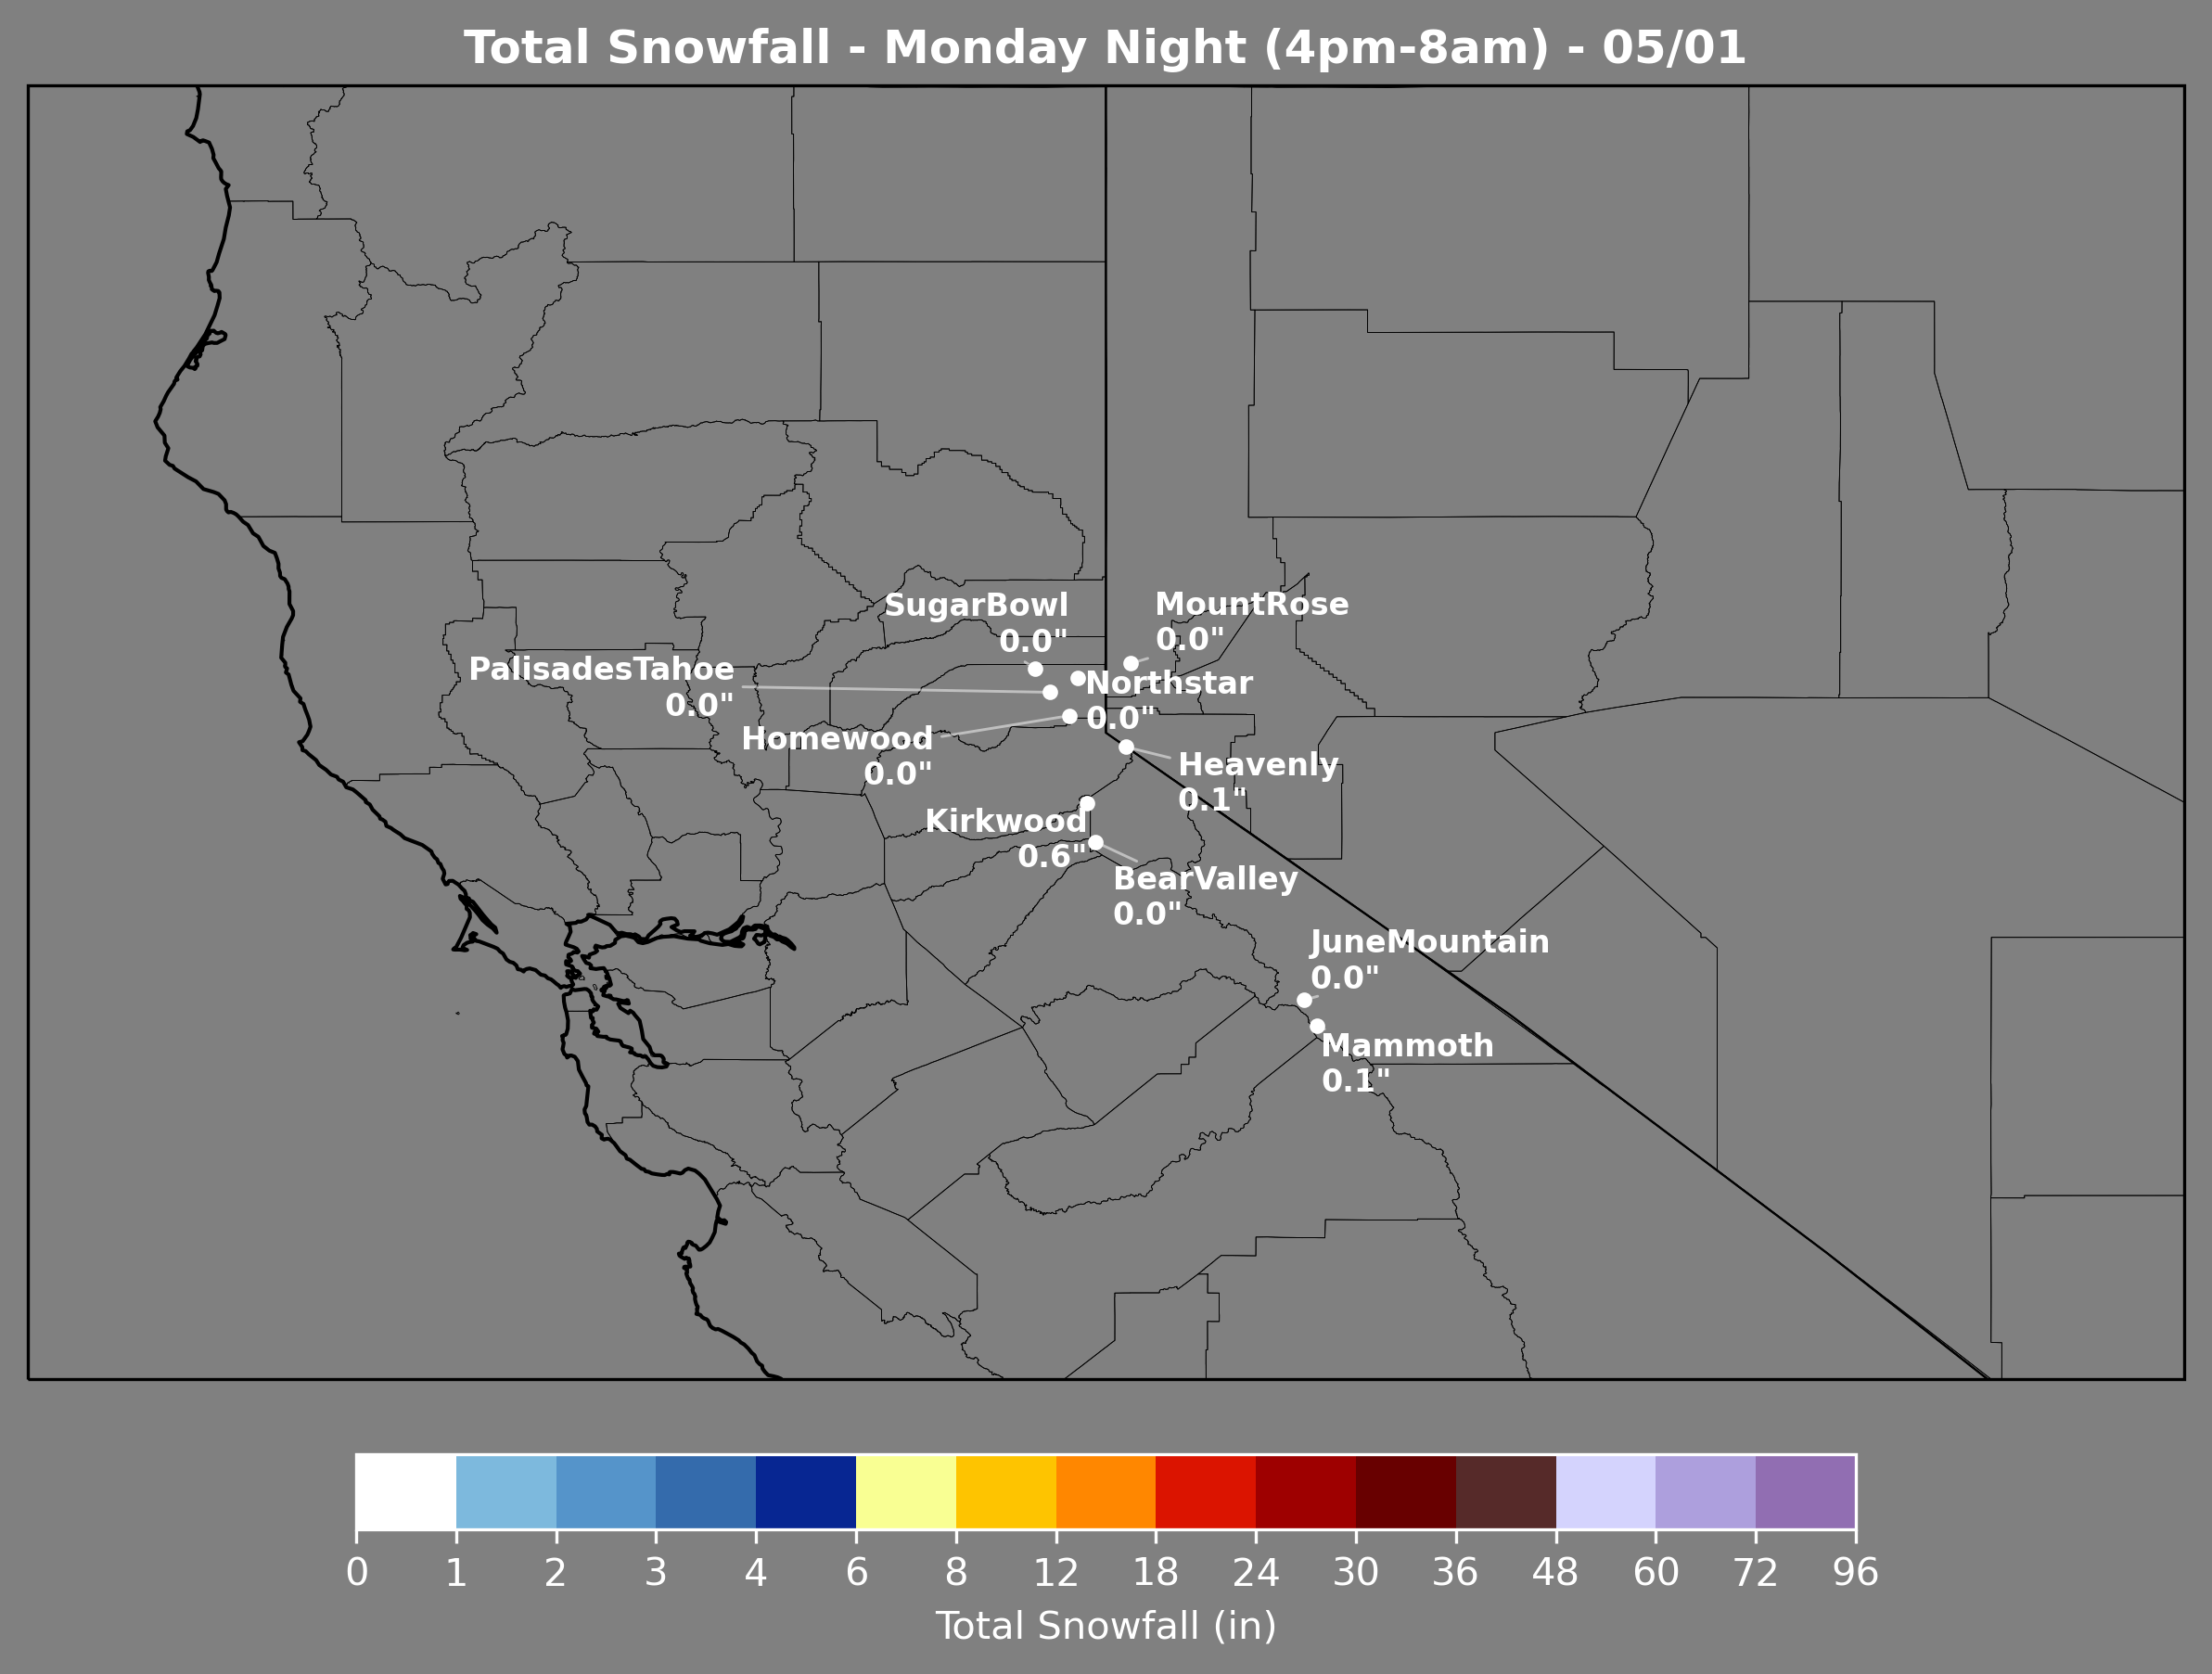 Total Snowfall - Monday Night (4pm-8am) - 05/01
SugarBowl
0.0"
MountRose
0.0"
PalisadesTahoe
0.0"
Northstar
0.0"
Homewood
0.0"
Heavenly
0.1"
Kirkwood
0.6"
BearValley
0.0"
JuneMountain
0.0"
Mammoth
0.1"
0 1 2 3 4 6 8 12 18 24 30 36 48 60 72 96
Total Snowfall (in)